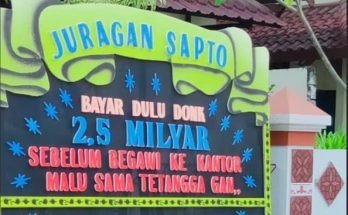 JURAGAN SAPTO
BAYAR DULU DONK
2,5 MILYAR
SEBELUM BEGAWI KE KANTOR
MALU SAMA TETANGGA GAN,,